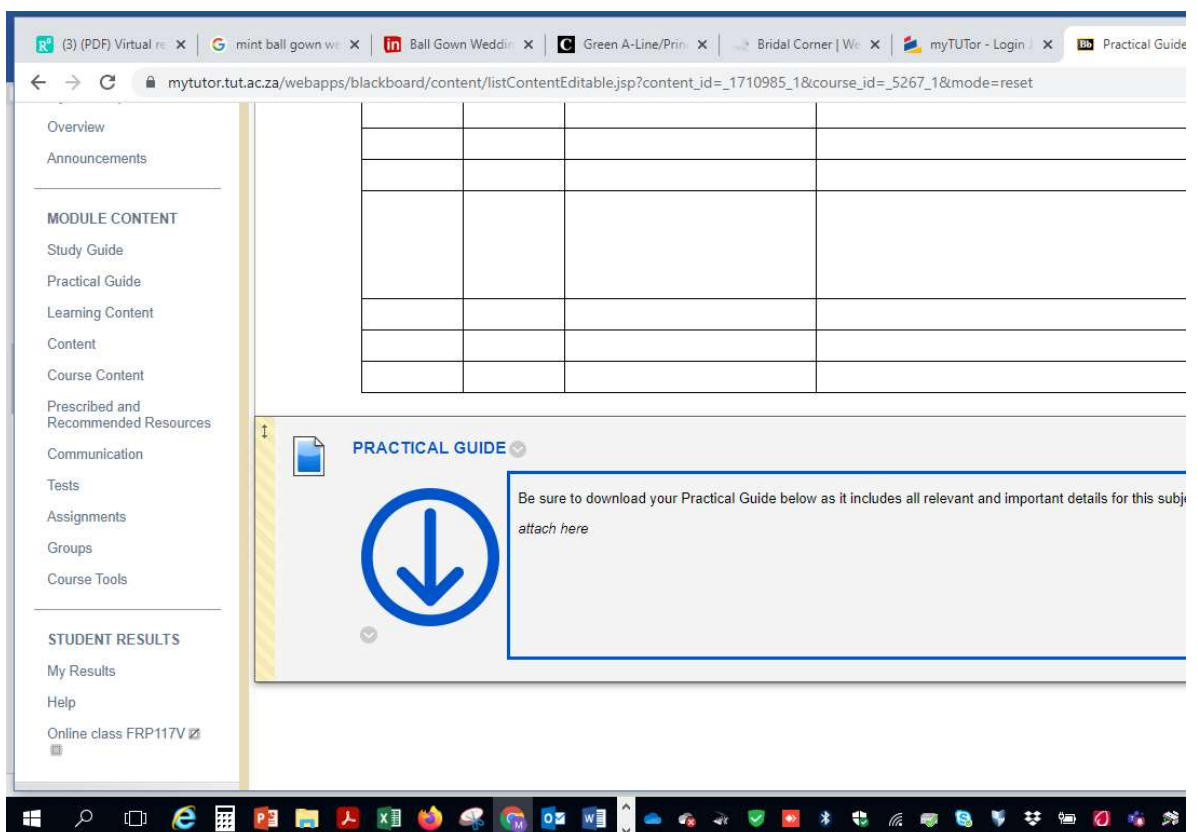 (3) (PDF) Virtual re
mint ball gown we
Ball Gown Weddin
Green A-Line/Prin
Bridal Corner | We
myTUTor - Login
Practical Guide
mytutor.tut.ac.za/webapps/blackboard/content/listContentEditable.jsp?content_id=_1710985_1&course_id=_5267_1&mode=reset
Overview
Announcements
MODULE CONTENT
Study Guide
Practical Guide
Learning Content
Content
Course Content
Prescribed and
Recommended Resources
Communication
Tests
Assignments
Groups
Course Tools
STUDENT RESULTS
My Results
Help
Online class FRP117V
PRACTICAL GUIDE
Be sure to download your Practical Guide below as it includes all relevant and important details for this subje
attach here